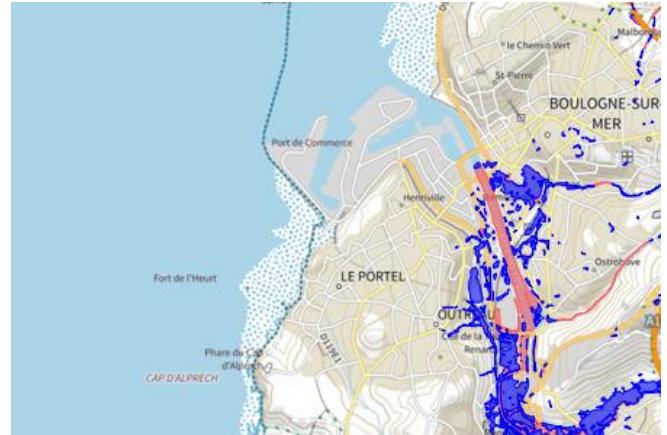 le Chemin Vert
St-Pierre
BOULOGNE-SUR-
MER
Port de Commerce
Henriville
Ostrohove
Fort de l'Heurt
LE PORTEL
D119E1
Phare du Cap
d'Alprech
CAP D'ALPRECH